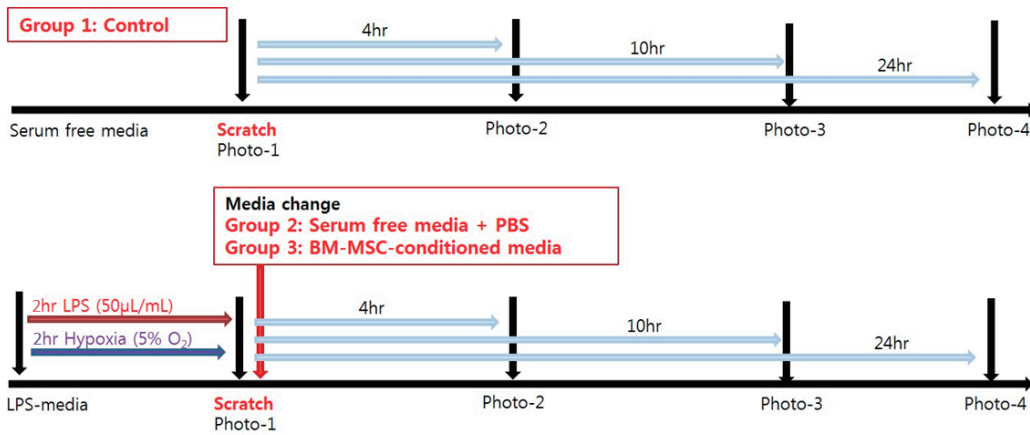 Group 1: Control
4hr
10hr
24hr
Serum free media
Scratch
Photo-1
Photo-2
Photo-3
Photo-4
Media change
Group 2: Serum free media + PBS
Group 3: BM-MSC-conditioned media
2hr LPS (50µL/mL)
2hr Hypoxia (5% O₂)
4hr
10hr
24hr
LPS-media
Scratch
Photo-1
Photo-2
Photo-3
Photo-4